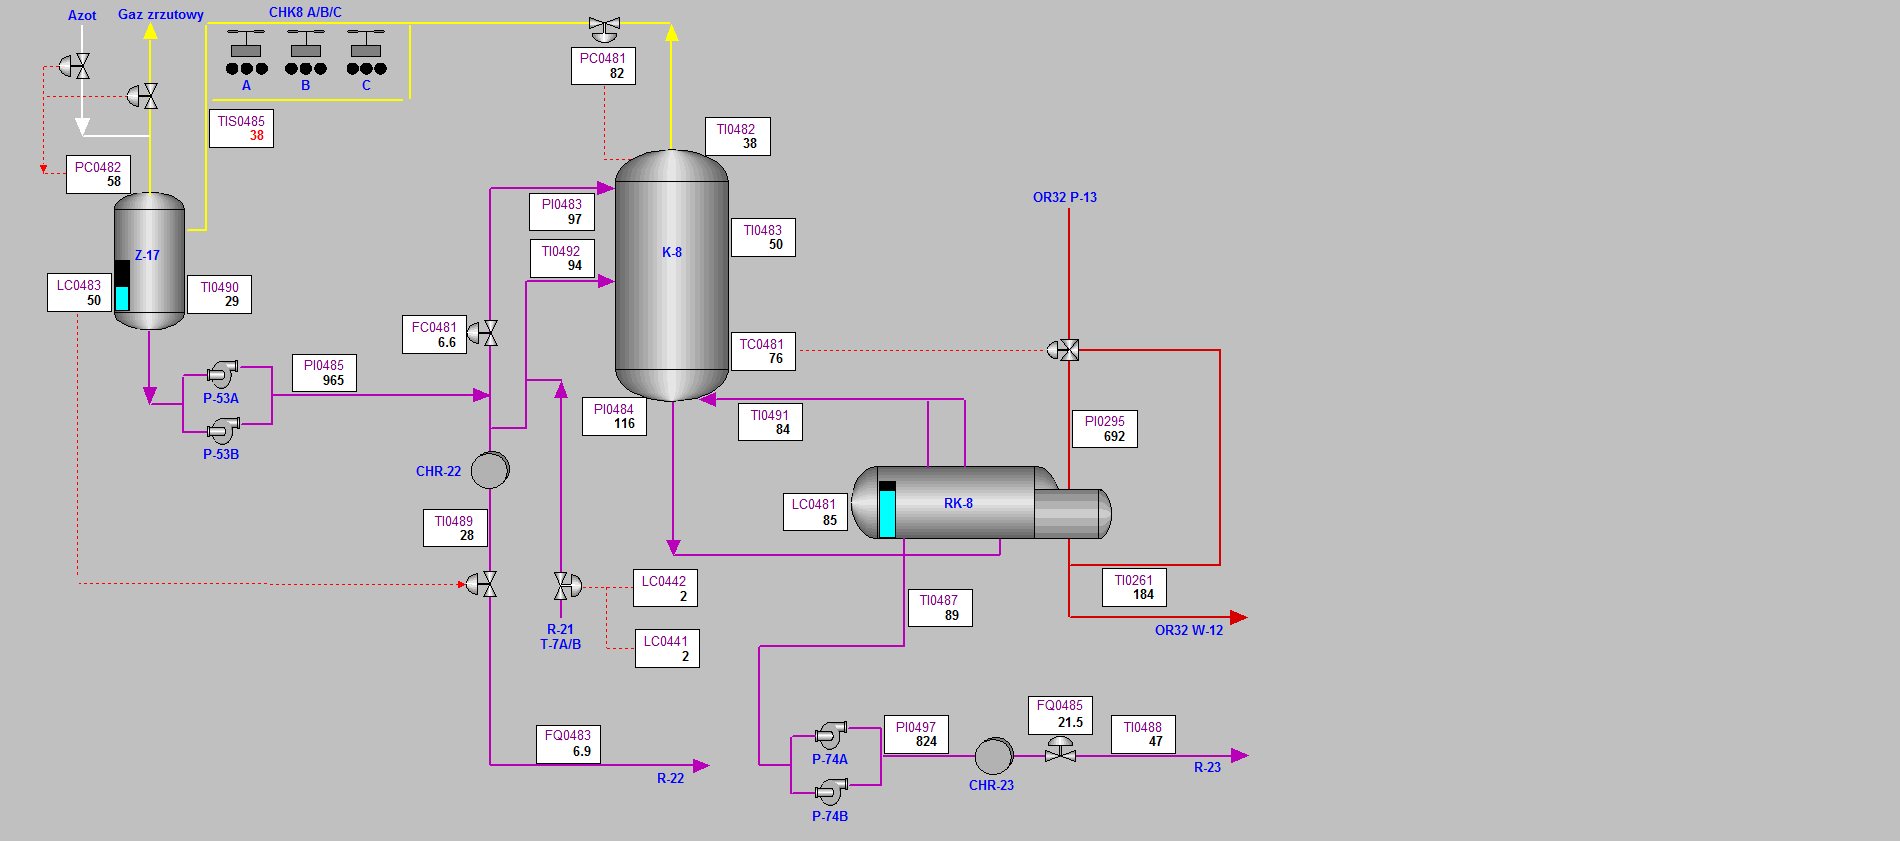 Azot
Gaz zrzutowy
CHK8 A/B/C
A
B
C
PC0481
82
TIS0485
38
TI0482
38
PC0482
58
PI0483
97
OR32 P-13
TI0483
50
TI0492
94
Z-17
K-8
LC0483
50
TI0490
29
FC0481
6.6
TC0481
76
PI0485
965
P-53A
PI0484
116
TI0491
84
PI0295
692
P-53B
CHR-22
LC0481
85
RK-8
TI0489
28
LC0442
2
TI0261
184
TI0487
89
R-21
T-7A/B
OR32 W-12
LC0441
2
FQ0485
21.5
FQ0483
6.9
PI0497
824
TI0488
47
P-74A
R-22
R-23
CHR-23
P-74B